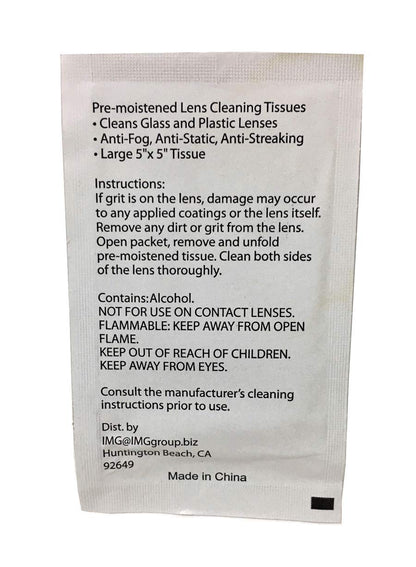 Pre-moistened Lens Cleaning Tissues
• Cleans Glass and Plastic Lenses
• Anti-Fog, Anti-Static, Anti-Streaking
• Large 5"x 5" Tissue
Instructions:
If grit is on the lens, damage may occur
to any applied coatings or the lens itself.
Remove any dirt or grit from the lens.
Open packet, remove and unfold
pre-moistened tissue. Clean both sides
of the lens thoroughly.
Contains: Alcohol.
NOT FOR USE ON CONTACT LENSES.
FLAMMABLE: KEEP AWAY FROM OPEN
FLAME.
KEEP OUT OF REACH OF CHILDREN.
KEEP AWAY FROM EYES.
Consult the manufacturer's cleaning
instructions prior to use.
Dist. by
IMG@IMGgroup.biz
Huntington Beach, CA
92649
Made in China